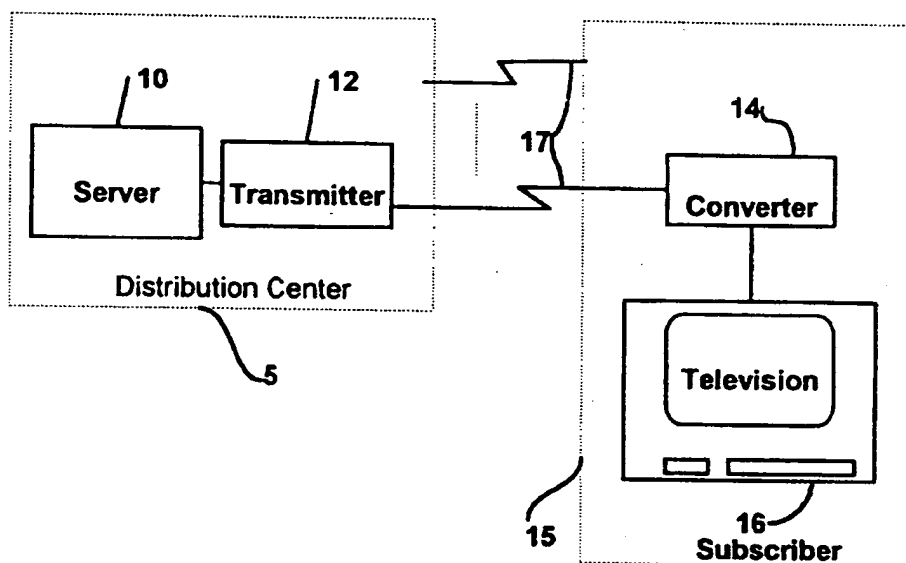 10
12
Server
Transmitter
Distribution Center
5
17
14
Converter
Television
15
16
Subscriber